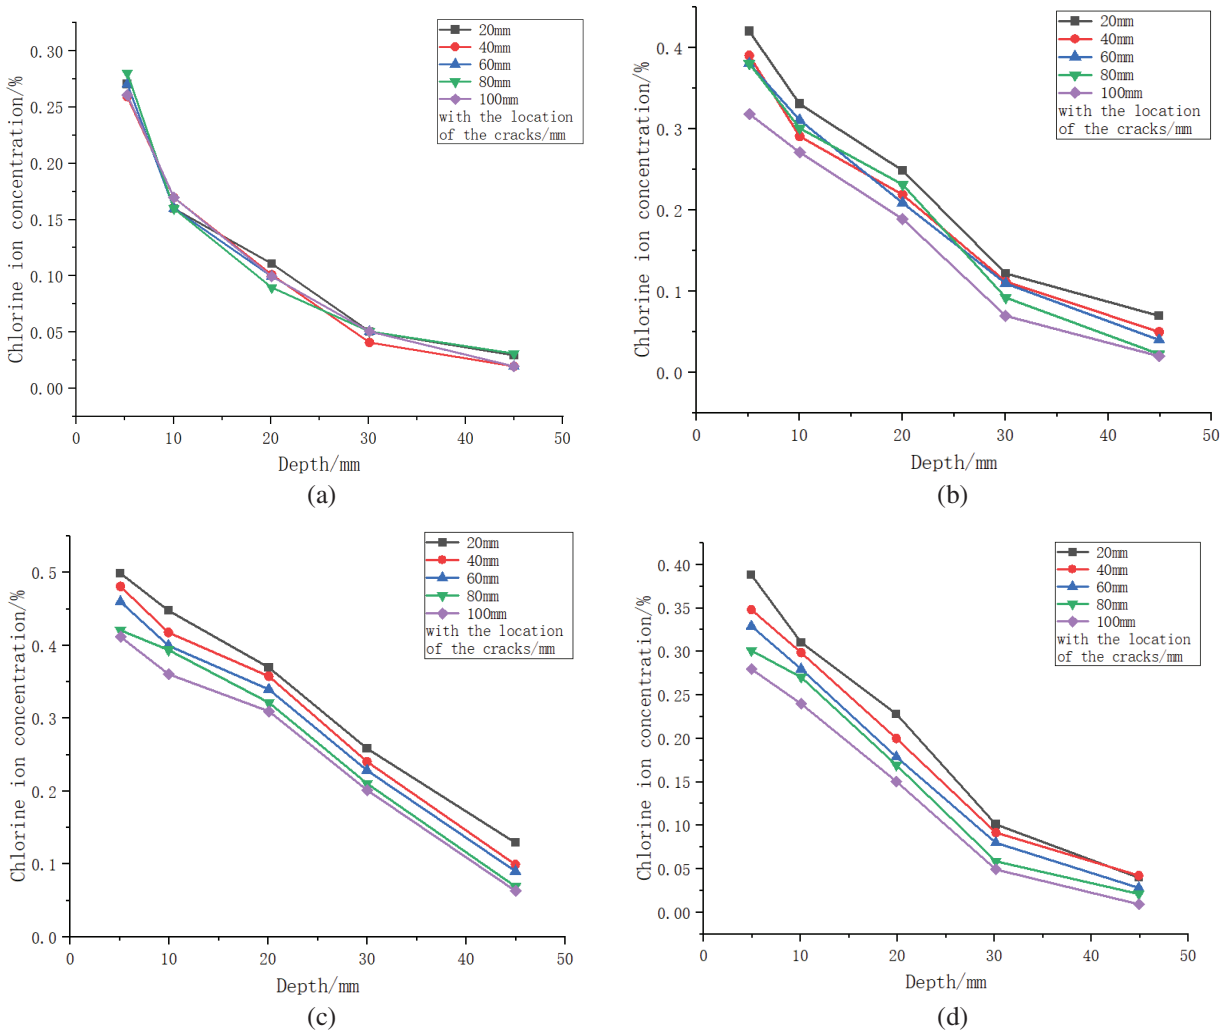 20mm
40mm
60mm
80mm
100mm
with the location
of the cracks/mm
0.30
0.25
0.20
0.15
0.10
0.05
0.00
Chlorine ion concentration/%
0 10 20 30 40 50
Depth/mm
(a)
20mm
40mm
60mm
80mm
100mm
with the location
of the cracks/mm
0.4
0.3
0.2
0.1
0.0
Chlorine ion concentration/%
0 10 20 30 40 50
Depth/mm
(b)
20mm
40mm
60mm
80mm
100mm
with the location
of the cracks/mm
0.5
0.4
0.3
0.2
0.1
0.0
Chlorine ion concentration/%
0 10 20 30 40 50
Depth/mm
(c)
20mm
40mm
60mm
80mm
100mm
with the location
of the cracks/mm
0.40
0.35
0.30
0.25
0.20
0.15
0.10
0.05
0.00
Chlorine ion concentration/%
0 10 20 30 40 50
Depth/mm
(d)